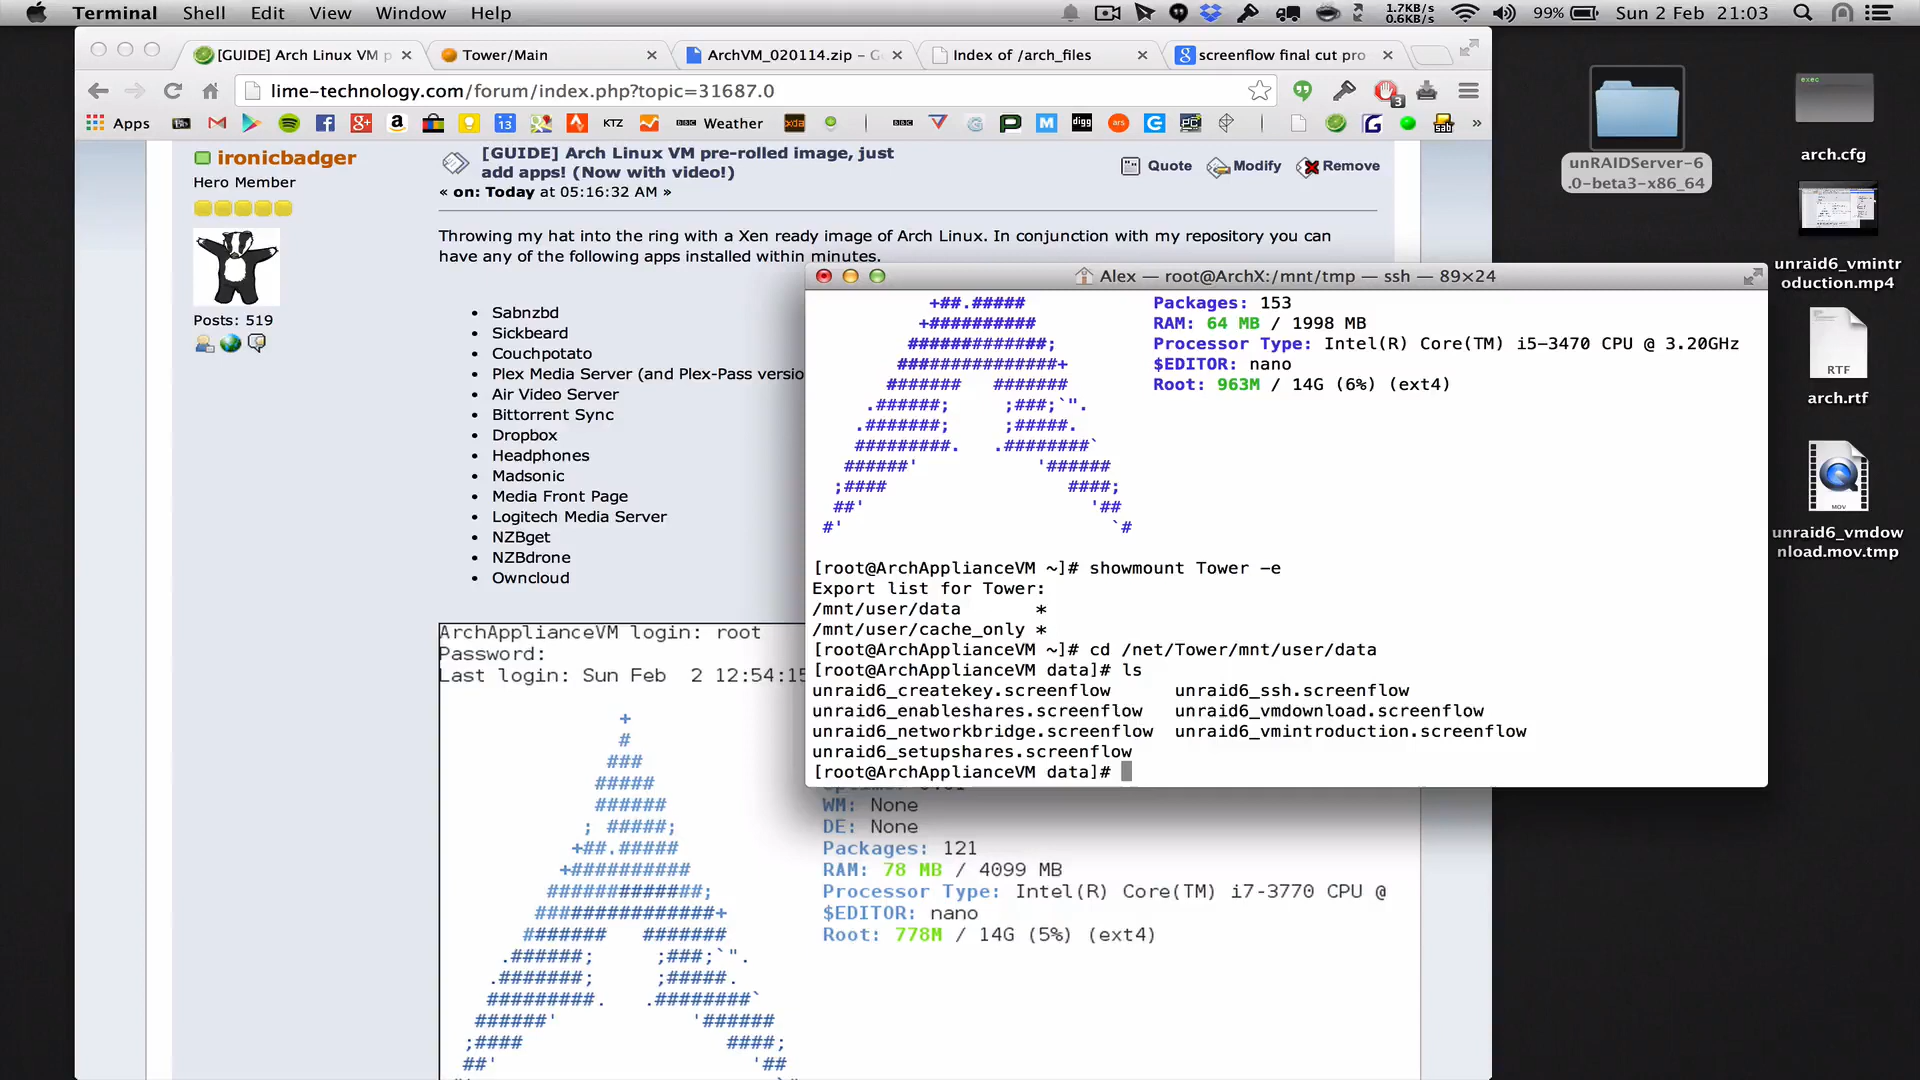 Terminal Shell Edit View Window Help
1.7KB/s
0.6KB/s
99% Sun 2 Feb 21:03
[GUIDE] Arch Linux VM p
Tower/Main
ArchVM_020114.zip - G
Index of /arch_files
screenflow final cut pro
lime-technology.com/forum/index.php?topic=31687.0
3
Apps
13
KTZ
BBC Weather
xda
BBC
digg
ars
»
ironicbadger
Hero Member
Posts: 519
[GUIDE] Arch Linux VM pre-rolled image, just
add apps! (Now with video!)
« on: Today at 05:16:32 AM »
Quote Modify Remove
Throwing my hat into the ring with a Xen ready image of Arch Linux. In conjunction with my repository you can
have any of the following apps installed within minutes.
• Sabnzbd
• Sickbeard
• Couchpotato
• Plex Media Server (and Plex-Pass versio
• Air Video Server
• Bittorrent Sync
• Dropbox
• Headphones
• Madsonic
• Media Front Page
• Logitech Media Server
• NZBget
• NZBdrone
• Owncloud
ArchApplianceVM login: root
Password:
Last login: Sun Feb  2 12:54:15
+
#
###
#####
######
; #####;
+##.#####
+##########
#############;
###############+
#######   #######
.######;     ;###;`".
.#######;     ;#####.
#########.   .########`
######'           '######
;####                 ####;
##'                       '##
WM: None
DE: None
Packages: 121
RAM: 78 MB / 4099 MB
Processor Type: Intel(R) Core(TM) i7-3770 CPU @
$EDITOR: nano
Root: 778M / 14G (5%) (ext4)
Alex — root@ArchX:/mnt/tmp — ssh — 89×24
+##.##### Packages: 153
+########## RAM: 64 MB / 1998 MB
#############; Processor Type: Intel(R) Core(TM) i5-3470 CPU @ 3.20GHz
###############+ $EDITOR: nano
#######   ####### Root: 963M / 14G (6%) (ext4)
.######;     ;###;`".
.#######;     ;#####.
#########.   .########`
######'           '######
;####                 ####;
##'                       '##
#'                           `#
[root@ArchApplianceVM ~]# showmount Tower -e
Export list for Tower:
/mnt/user/data       *
/mnt/user/cache_only *
[root@ArchApplianceVM ~]# cd /net/Tower/mnt/user/data
[root@ArchApplianceVM data]# ls
unraid6_createkey.screenflow      unraid6_ssh.screenflow
unraid6_enableshares.screenflow   unraid6_vmdownload.screenflow
unraid6_networkbridge.screenflow  unraid6_vmintroduction.screenflow
unraid6_setupshares.screenflow
[root@ArchApplianceVM data]#
unRAIDServer-6
.0-beta3-x86_64
exec
arch.cfg
unraid6_vmintr
oduction.mp4
RTF
arch.rtf
MOV
unraid6_vmdow
nload.mov.tmp